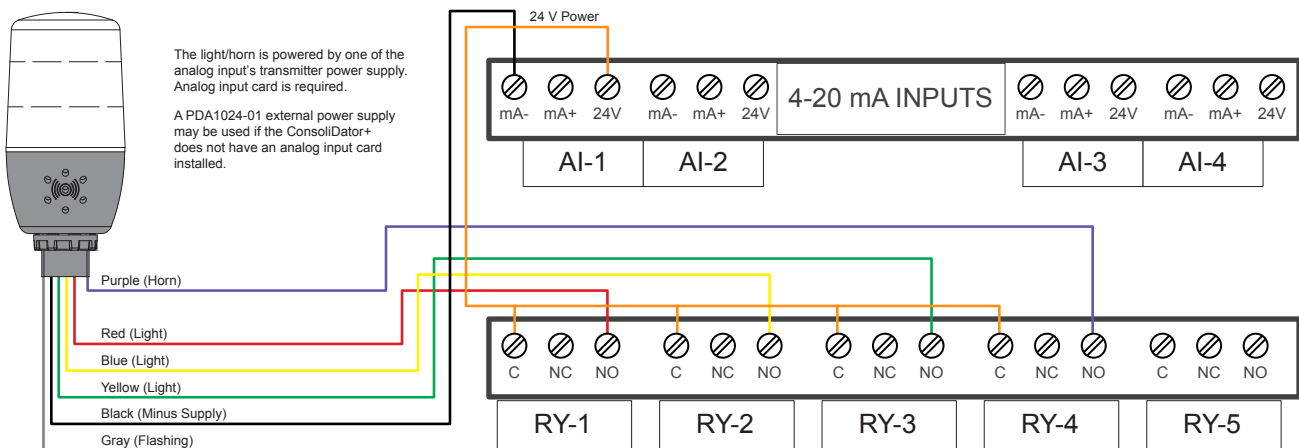 24 V Power
The light/horn is powered by one of the
analog input's transmitter power supply.
Analog input card is required.
A PDA1024-01 external power supply
may be used if the ConsoliDator+
does not have an analog input card
installed.
mA- mA+ 24V mA- mA+ 24V 4-20 mA INPUTS mA- mA+ 24V mA- mA+ 24V
AI-1 AI-2 AI-3 AI-4
Purple (Horn)
Red (Light)
Blue (Light)
Yellow (Light)
Black (Minus Supply)
Gray (Flashing)
C NC NO C NC NO C NC NO C NC NO C NC NO
RY-1 RY-2 RY-3 RY-4 RY-5